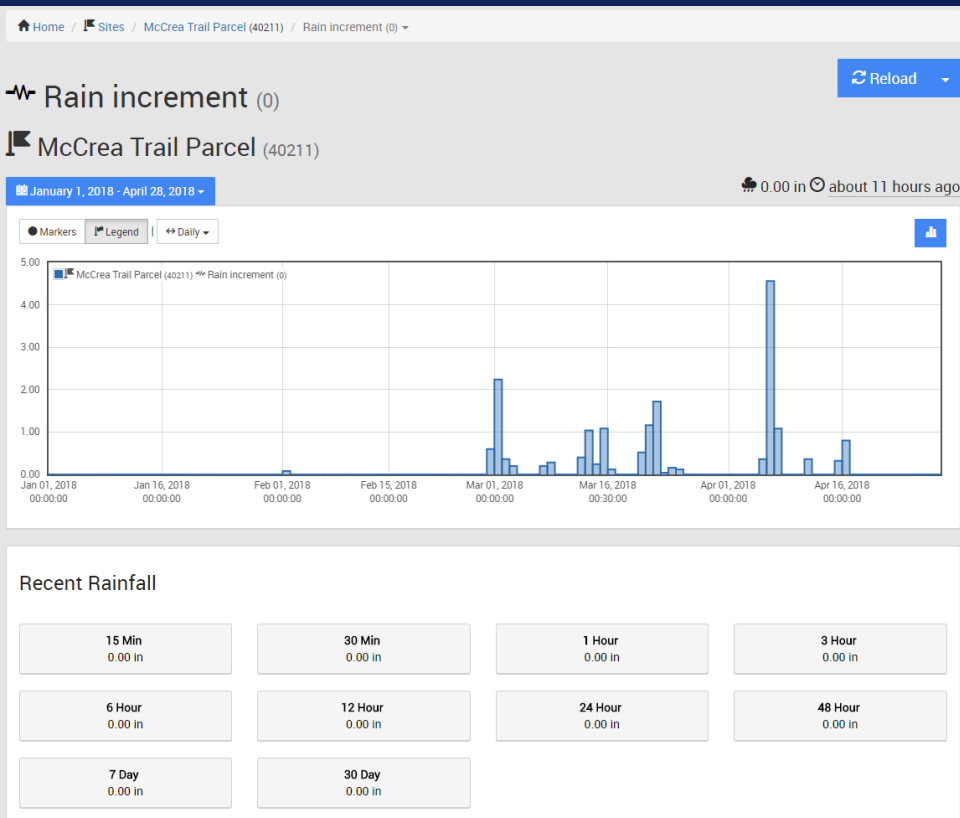 Home / Sites / McCrea Trail Parcel (40211) / Rain increment (0)
Reload
Rain increment (0)
McCrea Trail Parcel (40211)
January 1, 2018 - April 28, 2018
0.00 in about 11 hours ago
Markers Legend | Daily
5.00
McCrea Trail Parcel (40211) Rain increment (0)
4.00
3.00
2.00
1.00
0.00
Jan 01, 2018 Jan 16, 2018 Feb 01, 2018 Feb 15, 2018 Mar 01, 2018 Mar 16, 2018 Apr 01, 2018 Apr 16, 2018
00:00:00 00:00:00 00:00:00 00:00:00 00:00:00 00:30:00 00:00:00 00:00:00
Recent Rainfall
15 Min 30 Min 1 Hour 3 Hour
0.00 in 0.00 in 0.00 in 0.00 in
6 Hour 12 Hour 24 Hour 48 Hour
0.00 in 0.00 in 0.00 in 0.00 in
7 Day 30 Day
0.00 in 0.00 in